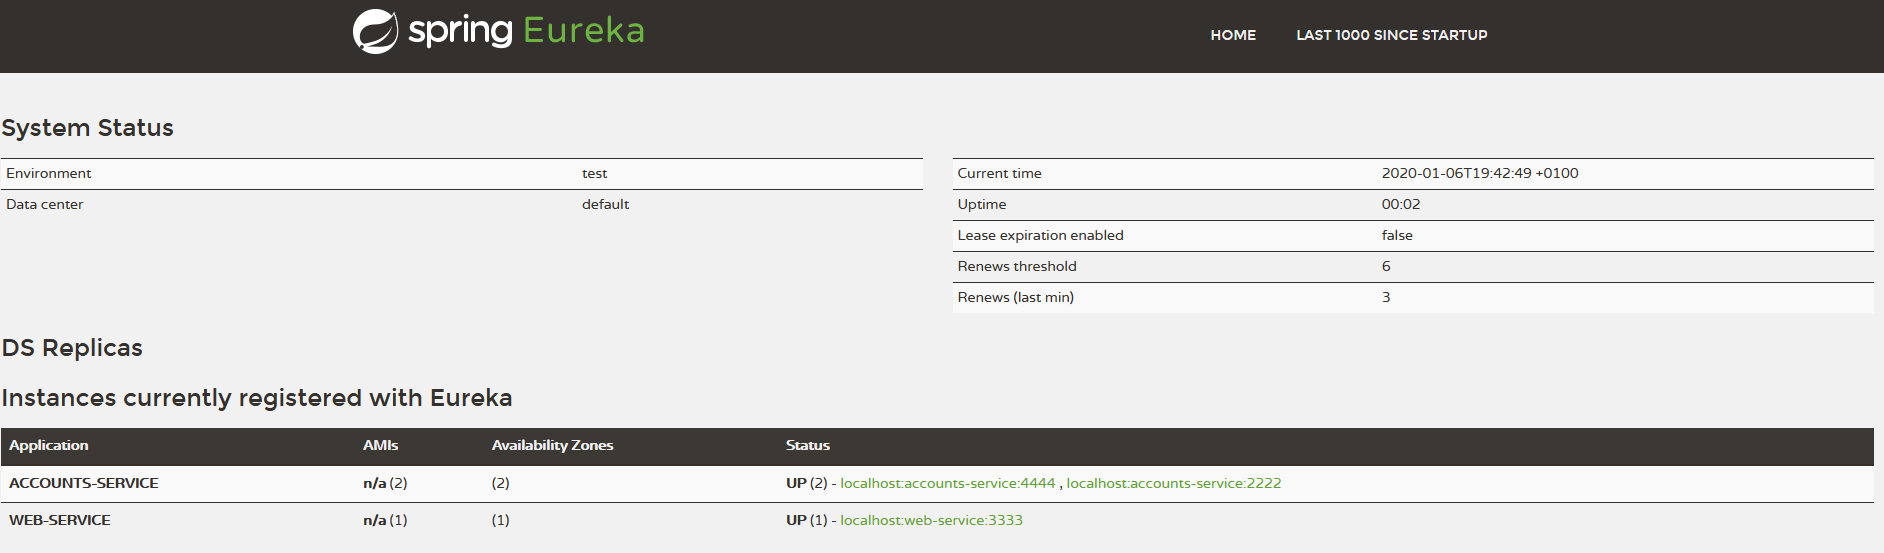 spring Eureka
HOME LAST 1000 SINCE STARTUP
System Status
Environment test
Data center default
Current time 2020-01-06T19:42:49 +0100
Uptime 00:02
Lease expiration enabled false
Renews threshold 6
Renews (last min) 3
DS Replicas
Instances currently registered with Eureka
Application AMIs Availability Zones Status
ACCOUNTS-SERVICE n/a (2) (2) UP (2) - localhost:accounts-service:4444 , localhost:accounts-service:2222
WEB-SERVICE n/a (1) (1) UP (1) - localhost:web-service:3333